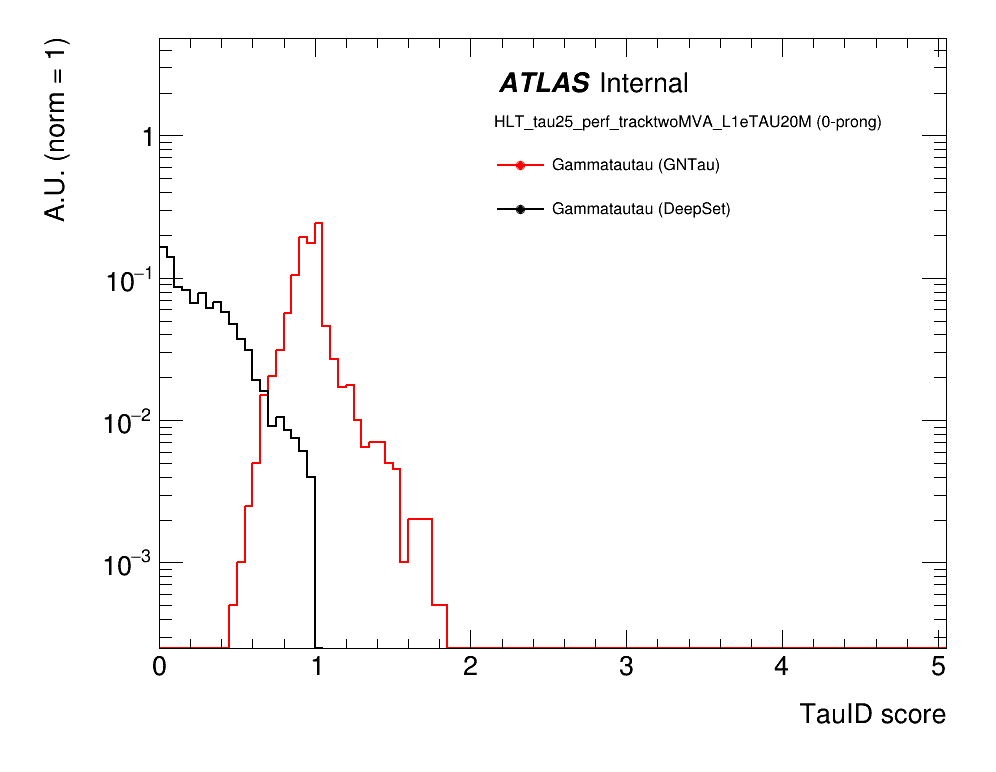 A.U. (norm = 1)
ATLAS Internal
HLT_tau25_perf_tracktwoMVA_L1eTAU20M (0-prong)
Gammatautau (GNTau)
Gammatautau (DeepSet)
1
10⁻¹
10⁻²
10⁻³
0 1 2 3 4 5
TauID score